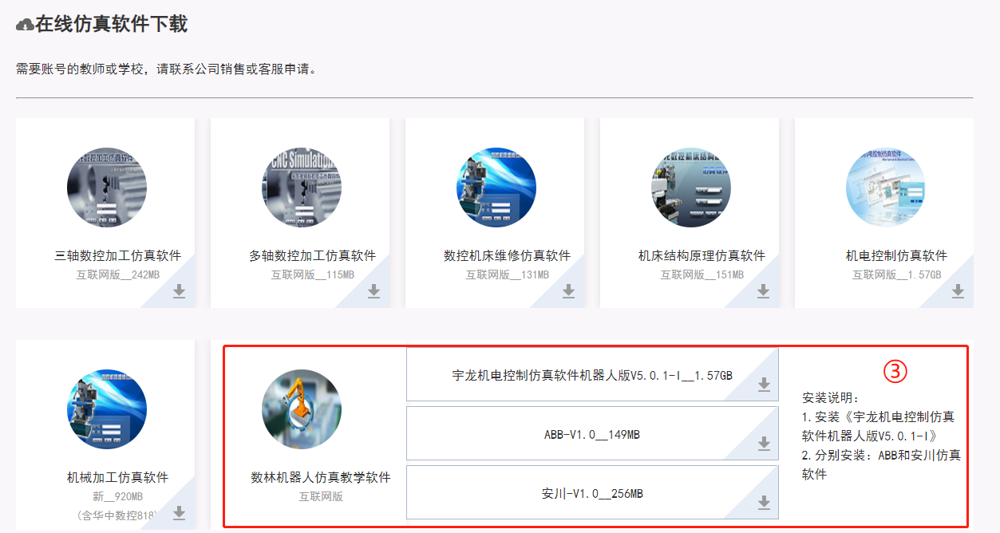 在线仿真软件下载
需要账号的教师或学校，请联系公司销售或客服申请。
三轴数控加工仿真软件
互联网版__242MB
多轴数控加工仿真软件
互联网版__115MB
数控机床维修仿真软件
互联网版__131MB
机床结构原理仿真软件
互联网版__151MB
机电控制仿真软件
互联网版__1.57GB
机械加工仿真软件
新__920MB
(含华中数控818)
数林机器人仿真教学软件
互联网版
宇龙机电控制仿真软件机器人版V5.0.1-I__1.57GB
ABB-V1.0__149MB
安川-V1.0__256MB
③
安装说明：
1.安装《宇龙机电控制仿真
软件机器人版V5.0.1-I》
2.分别安装：ABB和安川仿真
软件